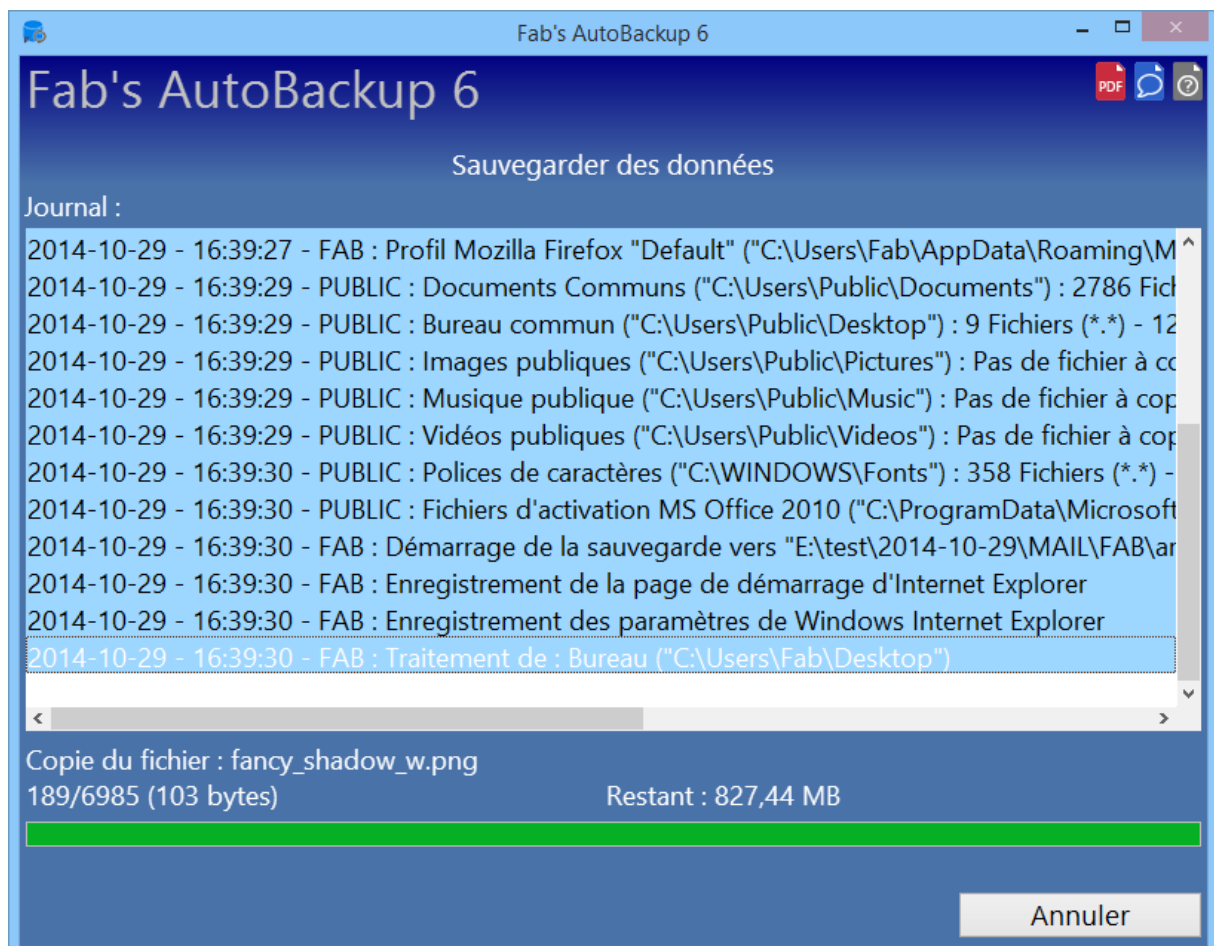 Fab's AutoBackup 6
Fab's AutoBackup 6
PDF
Sauvegarder des données
Journal :
2014-10-29 - 16:39:27 - FAB : Profil Mozilla Firefox "Default" ("C:\Users\Fab\AppData\Roaming\M
2014-10-29 - 16:39:29 - PUBLIC : Documents Communs ("C:\Users\Public\Documents") : 2786 Fich
2014-10-29 - 16:39:29 - PUBLIC : Bureau commun ("C:\Users\Public\Desktop") : 9 Fichiers (*.*) - 12
2014-10-29 - 16:39:29 - PUBLIC : Images publiques ("C:\Users\Public\Pictures") : Pas de fichier à co
2014-10-29 - 16:39:29 - PUBLIC : Musique publique ("C:\Users\Public\Music") : Pas de fichier à cop
2014-10-29 - 16:39:29 - PUBLIC : Vidéos publiques ("C:\Users\Public\Videos") : Pas de fichier à cop
2014-10-29 - 16:39:30 - PUBLIC : Polices de caractères ("C:\WINDOWS\Fonts") : 358 Fichiers (*.*) -
2014-10-29 - 16:39:30 - PUBLIC : Fichiers d'activation MS Office 2010 ("C:\ProgramData\Microsoft
2014-10-29 - 16:39:30 - FAB : Démarrage de la sauvegarde vers "E:\test\2014-10-29\MAIL\FAB\ar
2014-10-29 - 16:39:30 - FAB : Enregistrement de la page de démarrage d'Internet Explorer
2014-10-29 - 16:39:30 - FAB : Enregistrement des paramètres de Windows Internet Explorer
2014-10-29 - 16:39:30 - FAB : Traitement de : Bureau ("C:\Users\Fab\Desktop")
Copie du fichier : fancy_shadow_w.png
189/6985 (103 bytes) Restant : 827,44 MB
Annuler